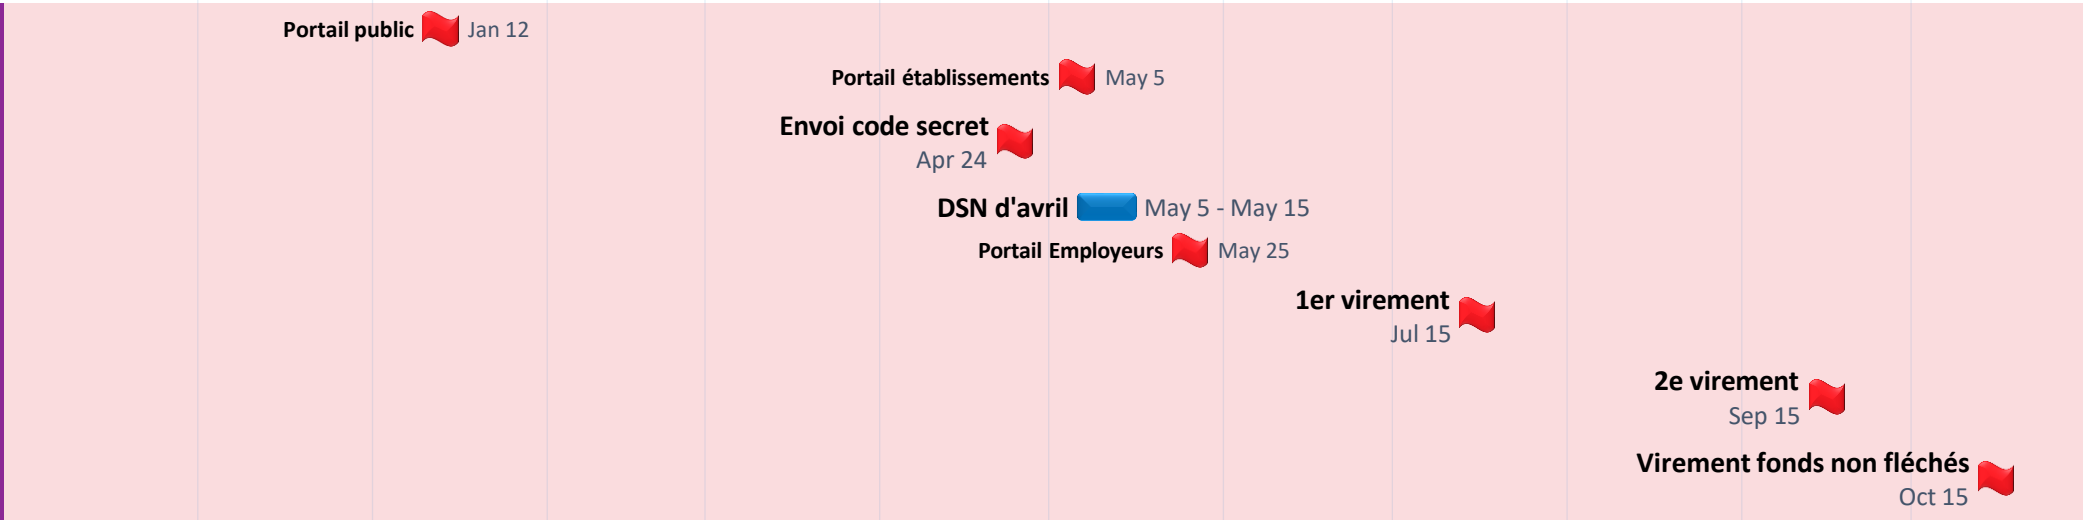 Portail public Jan 12
Portail établissements May 5
Envoi code secret
Apr 24
DSN d'avril May 5 - May 15
Portail Employeurs May 25
1er virement
Jul 15
2e virement
Sep 15
Virement fonds non fléchés
Oct 15